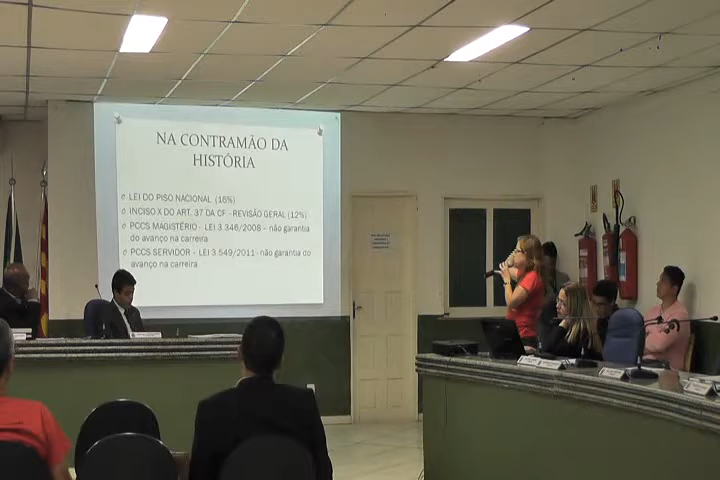 NA CONTRAMÃO DA
HISTÓRIA
LEI DO PISO NACIONAL (16%)
INCISO X DO ART. 37 DA CF - REVISÃO GERAL (12%)
PCCS MAGISTÉRIO - LEI 3.346/2008 - não garantia
do avanço na carreira
PCCS SERVIDOR - LEI 3.549/2011- não garantia do
avanço na carreira